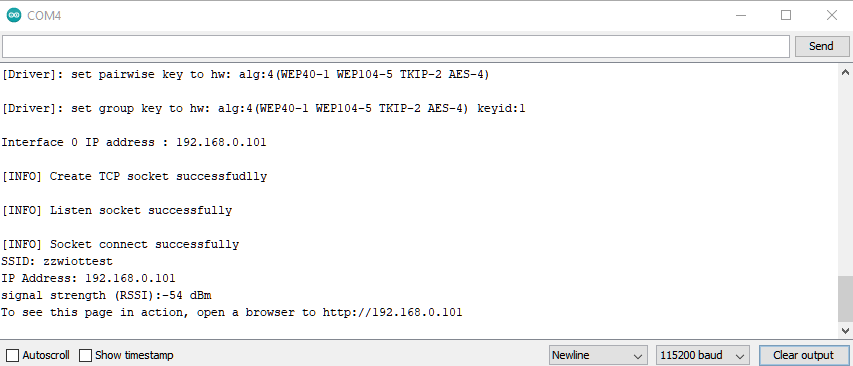 COM4
Send
[Driver]: set pairwise key to hw: alg:4(WEP40-1 WEP104-5 TKIP-2 AES-4)
[Driver]: set group key to hw: alg:4(WEP40-1 WEP104-5 TKIP-2 AES-4) keyid:1
Interface 0 IP address : 192.168.0.101
[INFO] Create TCP socket successfudlly
[INFO] Listen socket successfully
[INFO] Socket connect successfully
SSID: zzwiottest
IP Address: 192.168.0.101
signal strength (RSSI):-54 dBm
To see this page in action, open a browser to http://192.168.0.101
Autoscroll Show timestamp Newline 115200 baud Clear output